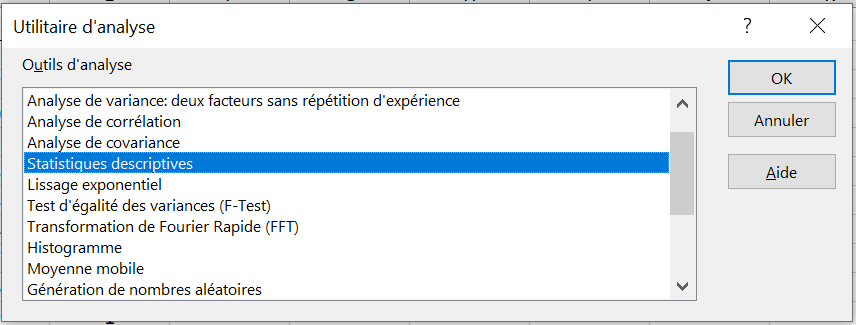 Utilitaire d'analyse
?
Outils d'analyse
Analyse de variance: deux facteurs sans répétition d'expérience
Analyse de corrélation
Analyse de covariance
Statistiques descriptives
Lissage exponentiel
Test d'égalité des variances (F-Test)
Transformation de Fourier Rapide (FFT)
Histogramme
Moyenne mobile
Génération de nombres aléatoires
OK
Annuler
Aide